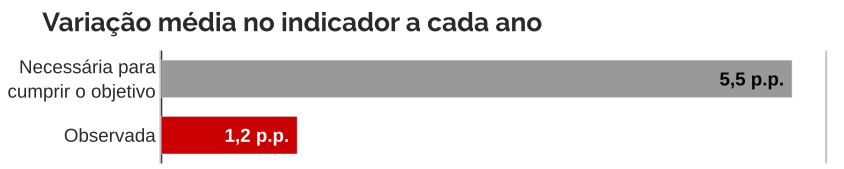 Variação média no indicador a cada ano
Necessária para
cumprir o objetivo
5,5 p.p.
Observada
1,2 p.p.